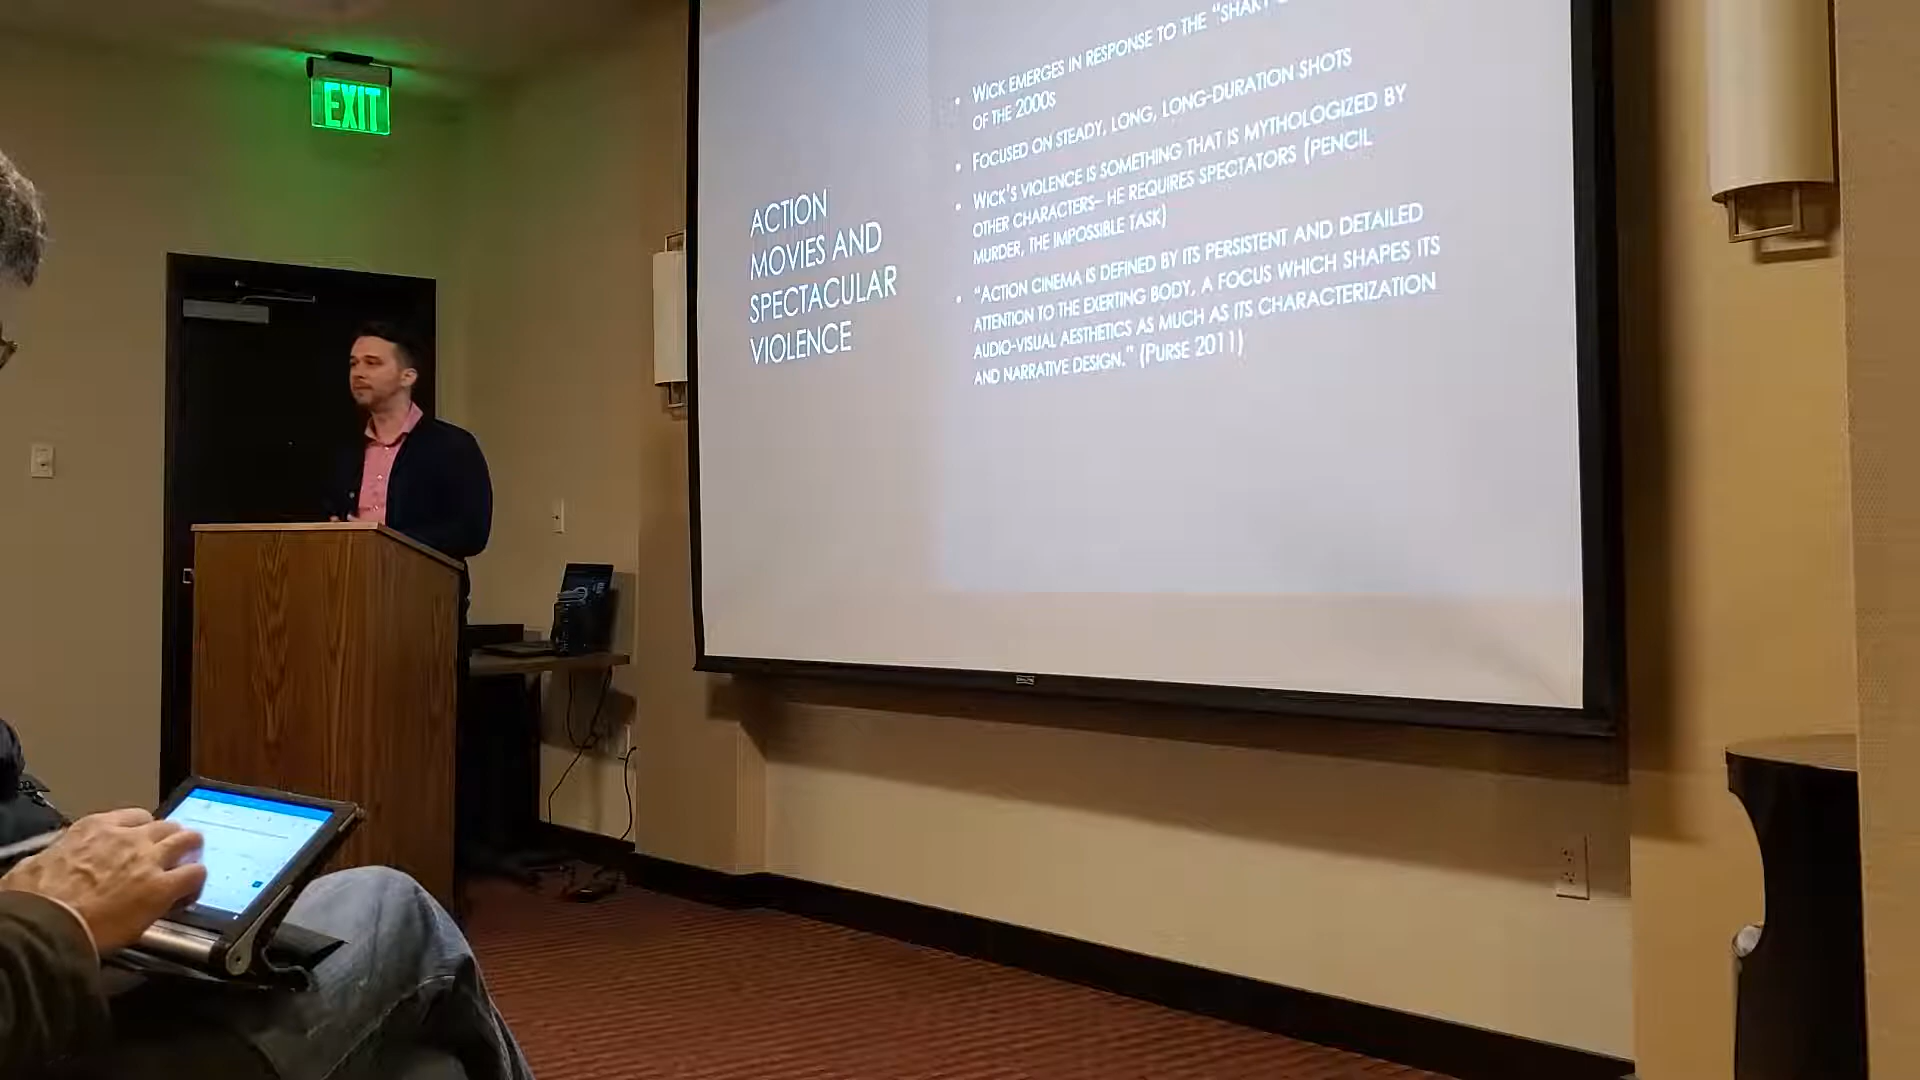 EXIT
ACTION
MOVIES AND
SPECTACULAR
VIOLENCE
• WICK EMERGES IN RESPONSE TO THE "SHAKY
OF THE 2000S
• FOCUSED ON STEADY, LONG, LONG-DURATION SHOTS
• WICK'S VIOLENCE IS SOMETHING THAT IS MYTHOLOGIZED BY
OTHER CHARACTERS– HE REQUIRES SPECTATORS (PENCIL
MURDER, THE IMPOSSIBLE TASK)
• "ACTION CINEMA IS DEFINED BY ITS PERSISTENT AND DETAILED
ATTENTION TO THE EXERTING BODY, A FOCUS WHICH SHAPES ITS
AUDIO-VISUAL AESTHETICS AS MUCH AS ITS CHARACTERIZATION
AND NARRATIVE DESIGN." (PURSE 2011)